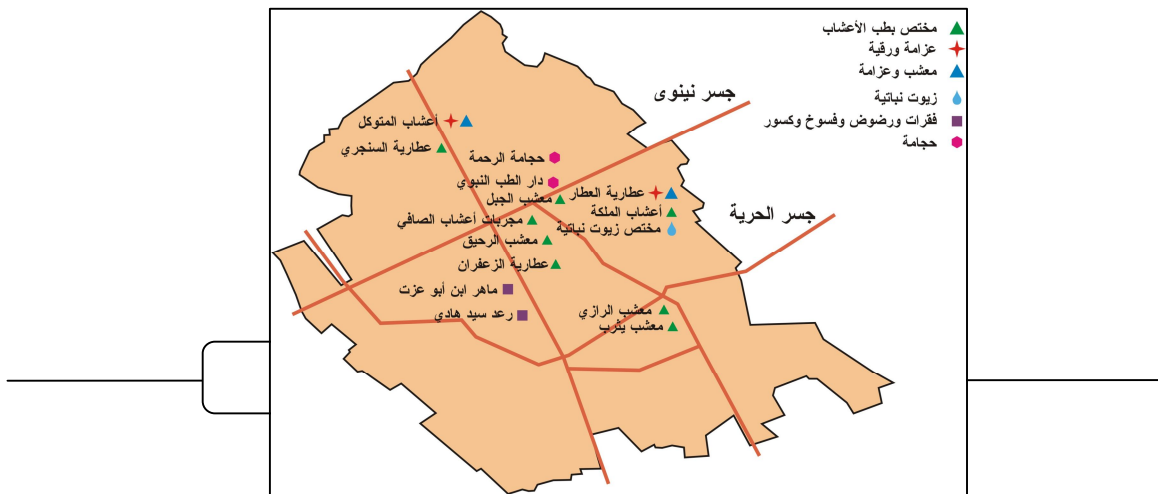 مختص بطب الأعشاب
عزامة ورقية
معشب وعزامة
زيوت نباتية
فقرات ورضوض وفسوخ وكسور
حجامة
جسر نينوى
جسر الحرية
أعشاب المتوكل
عطارية السنجري
حجامة الرحمة
دار الطب النبوي
معشب الجبل
عطارية العطار
أعشاب الملكة
مختص زيوت نباتية
مجربات أعشاب الصافي
معشب الرحيق
عطارية الزعفران
ماهر ابن أبو عزت
رعد سيد هادي
معشب الرازي
معشب يثرب